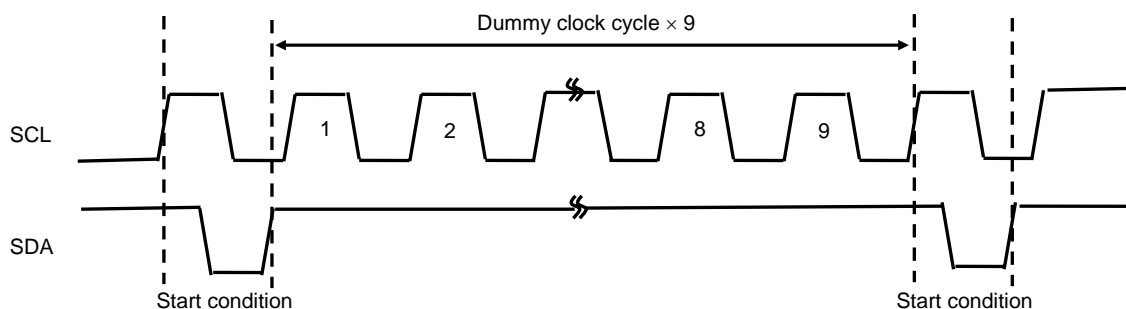 Dummy clock cycle × 9
SCL
1
2
8
9
SDA
Start condition
Start condition